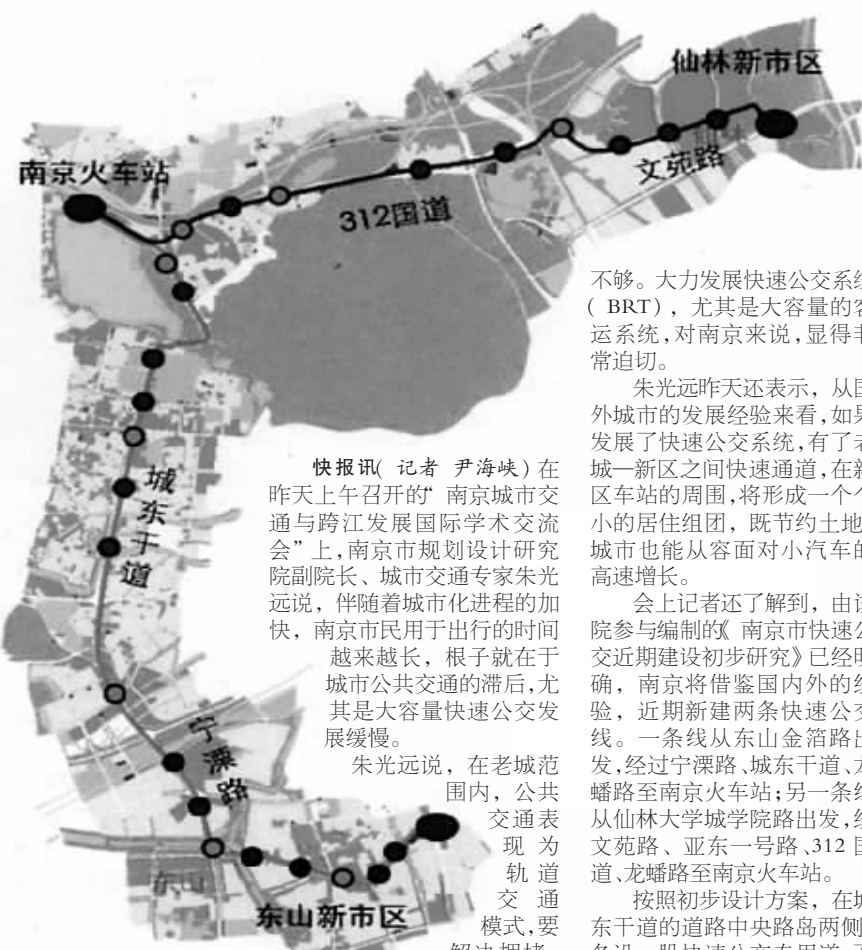 仙林新市区
南京火车站
文苑路
312国道
城东干道
宁溧路
东山
东山新市区
快报讯( 记者 尹海峡) 在
昨天上午召开的“ 南京城市交
通与跨江发展国际学术交流
会”上,南京市规划设计研究
院副院长、城市交通专家朱光
远说，伴随着城市化进程的加
快，南京市民用于出行的时间
越来越长，根子就在于
城市公共交通的滞后,尤
其是大容量快速公交发
展缓慢。
朱光远说，在老城范
围内，公共
交通表
现为
轨道
交通
模式,要
解决拥堵
不够。大力发展快速公交系统
( BRT) ，尤其是大容量的客
运系统,对南京来说,显得非
常迫切。
朱光远昨天还表示，从国
外城市的发展经验来看,如果
发展了快速公交系统,有了老
城—新区之间快速通道,在新
区车站的周围,将形成一个个
小的居住组团，既节约土地
城市也能从容面对小汽车的
高速增长。
会上记者还了解到，由该
院参与编制的《 南京市快速公
交近期建设初步研究》已经明
确，南京将借鉴国内外的经
验，近期新建两条快速公交
线。一条线从东山金箔路出
发,经过宁溧路、城东干道、龙
蟠路至南京火车站;另一条线
从仙林大学城学院路出发,经
文苑路、亚东一号路、312 国
道、龙蟠路至南京火车站。
按照初步设计方案，在城
东干道的道路中央路岛两侧